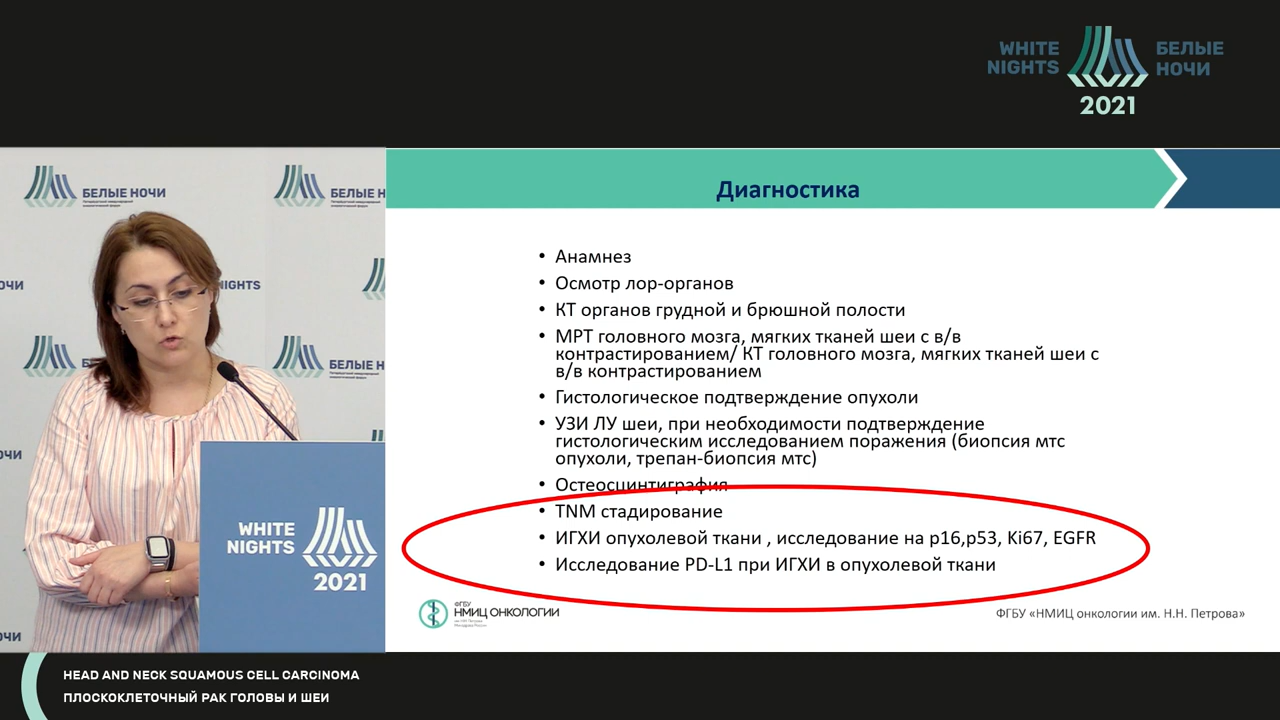 WHITE NIGHTS
БЕЛЫЕ НОЧИ
2021
БЕЛЫЕ НОЧИ
БЕЛЫЕ Н
ОЧИ
NIGHTS
БЕЛЫЕ Н
ОЧИ
ОЧИ
WHITE
NIGHTS
2021
Диагностика
• Анамнез
• Осмотр лор-органов
• КТ органов грудной и брюшной полости
• МРТ головного мозга, мягких тканей шеи с в/в
контрастированием/ КТ головного мозга, мягких тканей шеи с
в/в контрастированием
• Гистологическое подтверждение опухоли
• УЗИ ЛУ шеи, при необходимости подтверждение
гистологическим исследованием поражения (биопсия мтс
опухоли, трепан-биопсия мтс)
• Остеосцинтиграфия
• TNM стадирование
• ИГХИ опухолевой ткани , исследование на p16,p53, Ki67, EGFR
• Исследование PD-L1 при ИГХИ в опухолевой ткани
ФГБУ
НМИЦ ОНКОЛОГИИ
ФГБУ «НМИЦ онкологии им. Н.Н. Петрова»
HEAD AND NECK SQUAMOUS CELL CARCINOMA
ПЛОСКОКЛЕТОЧНЫЙ РАК ГОЛОВЫ И ШЕИ